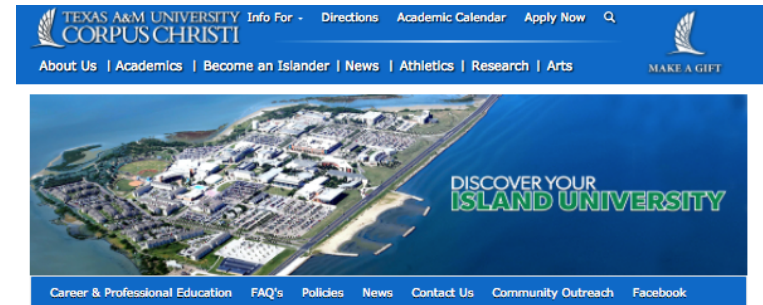 TEXAS A&M UNIVERSITY
CORPUS CHRISTI
Info For - Directions Academic Calendar Apply Now
About Us | Academics | Become an Islander | News | Athletics | Research | Arts
MAKE A GIFT
DISCOVER YOUR
ISLAND UNIVERSITY
Career & Professional Education FAQ's Policies News Contact Us Community Outreach Facebook